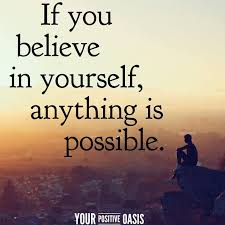 If you
believe
in yourself,
anything is
possible.
YOUR POSITIVE OASIS